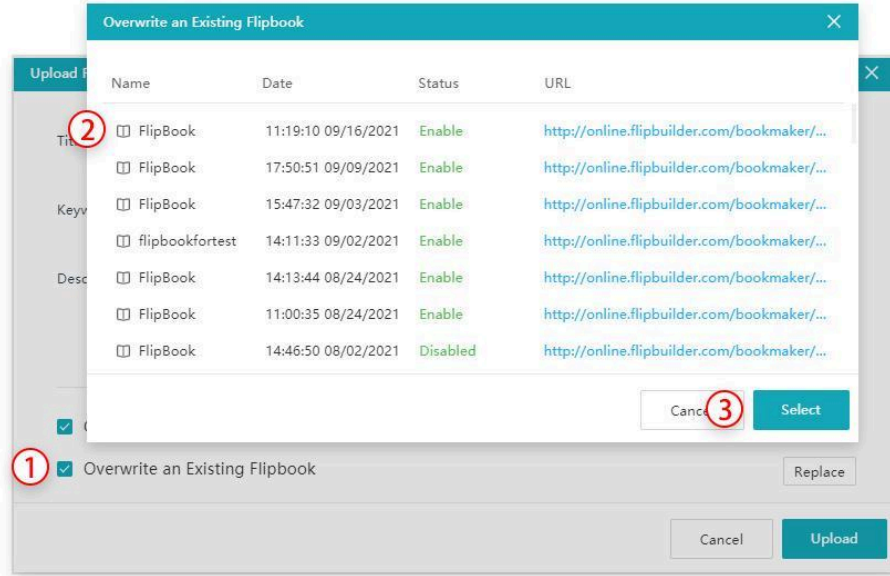 Overwrite an Existing Flipbook
Upload
Name Date Status URL
② FlipBook 11:19:10 09/16/2021 Enable http://online.flipbuilder.com/bookmaker/...
FlipBook 17:50:51 09/09/2021 Enable http://online.flipbuilder.com/bookmaker/...
FlipBook 15:47:32 09/03/2021 Enable http://online.flipbuilder.com/bookmaker/...
flipbookfortest 14:11:33 09/02/2021 Enable http://online.flipbuilder.com/bookmaker/...
FlipBook 14:13:44 08/24/2021 Enable http://online.flipbuilder.com/bookmaker/...
FlipBook 11:00:35 08/24/2021 Enable http://online.flipbuilder.com/bookmaker/...
FlipBook 14:46:50 08/02/2021 Disabled http://online.flipbuilder.com/bookmaker/...
③ Select
① Overwrite an Existing Flipbook Replace
Cancel Upload